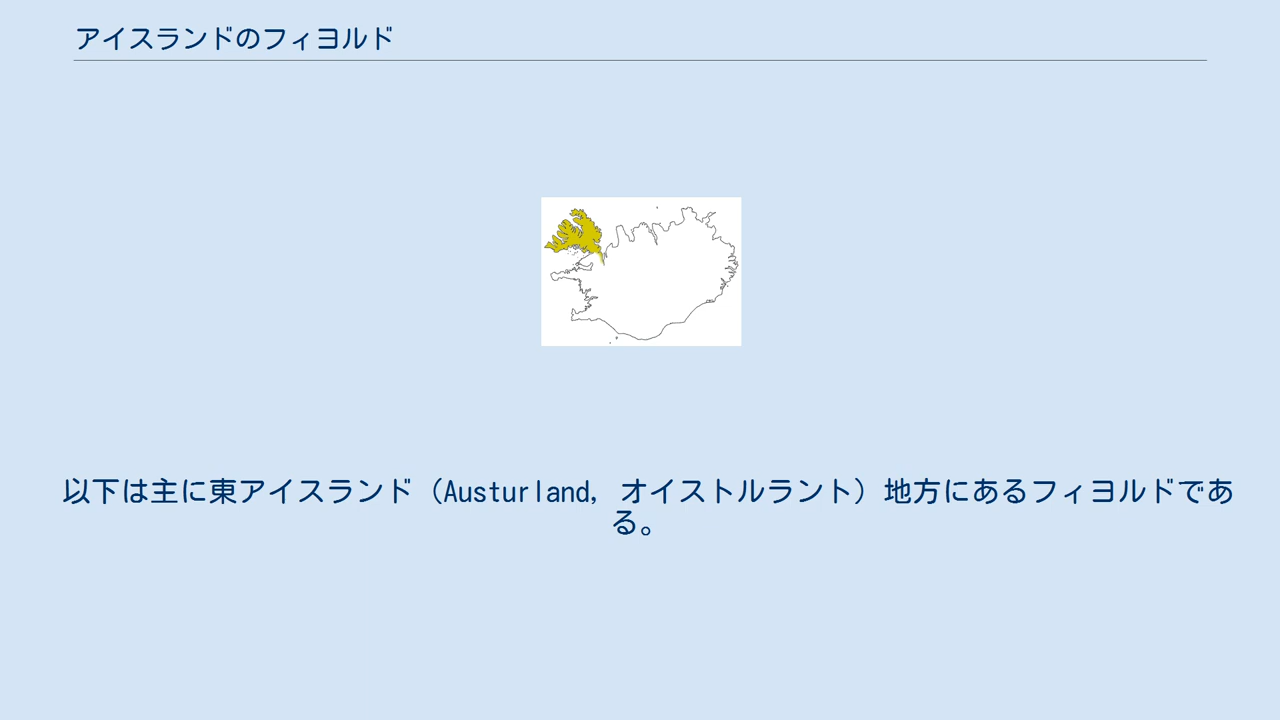 アイスランドのフィヨルド
以下は主に東アイスランド（Austurland, オイストルラント）地方にあるフィヨルドであ
る。